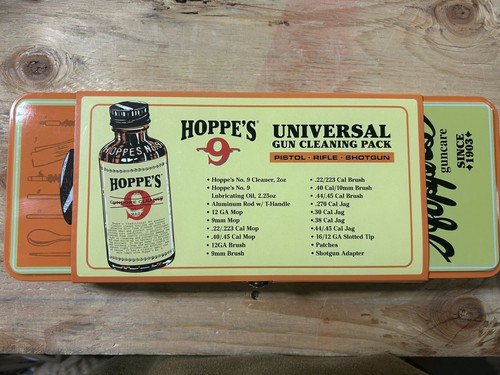 HOPPE'S
9
UNIVERSAL
GUN CLEANING PACK
PISTOL • RIFLE • SHOTGUN
• Hoppe's No. 9 Cleaner, 2oz
• Hoppe's No. 9
Lubricating Oil, 2.25oz
• Aluminum Rod w/ T-Handle
• 12 GA Mop
• 9mm Mop
• .22/.223 Cal Mop
• .40/.45 Cal Mop
• 12GA Brush
• 9mm Brush
• .22/223 Cal Brush
• .40 Cal/10mm Brush
• .44/.45 Cal Brush
• .270 Cal Jag
• .30 Cal Jag
• .38 Cal Jag
• .44/.45 Cal Jag
• 16/12 GA Slotted Tip
• Patches
• Shotgun Adapter
HOPPE'S No. 9
HOPPE'S
9
Hoppe's
guncare
SINCE
1903